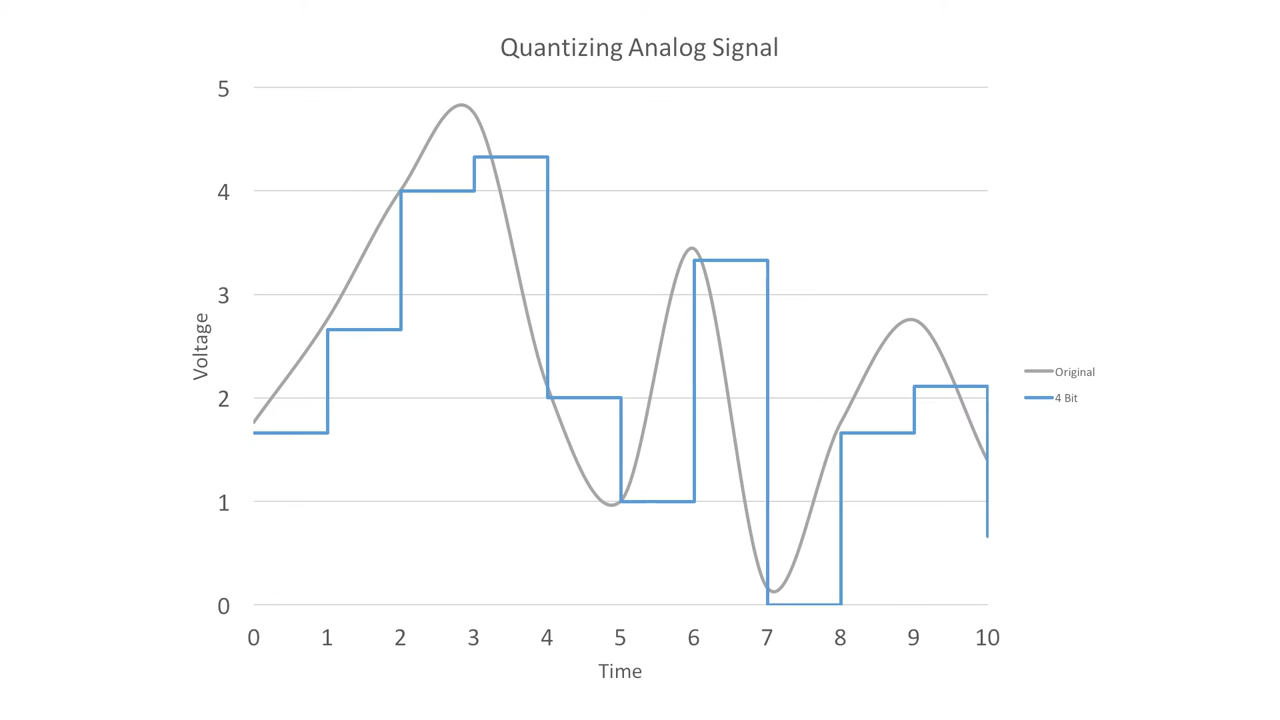 Quantizing Analog Signal
5
4
3
2
1
0
Voltage
0 1 2 3 4 5 6 7 8 9 10
Time
Original
4 Bit